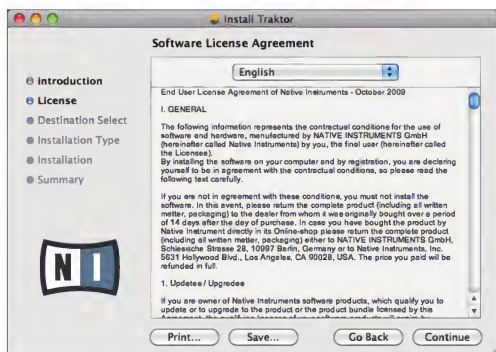 Install Traktor
Software License Agreement
English
Introduction
License
Destination Select
Installation Type
Installation
Summary
NI
End User License Agreement of Native Instruments - October 2009
I. GENERAL
The following information represents the contractual conditions for the use of
software and hardware, manufactured by NATIVE INSTRUMENTS GmbH
(hereinafter called Native Instruments) by you, the final user (hereinafter called
the Licensee).
By installing the software on your computer and by registration, you are declaring
yourself to be in agreement with the contractual conditions, so please read the
following text carefully.
If you are not in agreement with these conditions, you must not install the
software. In this event, please return the complete product (including all written
matter, packaging) to the dealer from whom it was originally bought over a period
of 14 days after the day of purchase. In case you have bought the product by
Native Instrument directly in its Online-shop please return the complete product
(including all written matter, packaging) either to NATIVE INSTRUMENTS GmbH,
Schlesische Strasse 28, 10997 Berlin, Germany or to Native Instruments, Inc.
5631 Hollywood Blvd., Los Angeles, CA 90028, USA. The price you paid will be
refunded in full.
1. Updates / Upgrades
If you are owner of Native Instruments software products, which qualify you to
update or to upgrade to the product or the product bundle licensed by this
Print...
Save...
Go Back
Continue